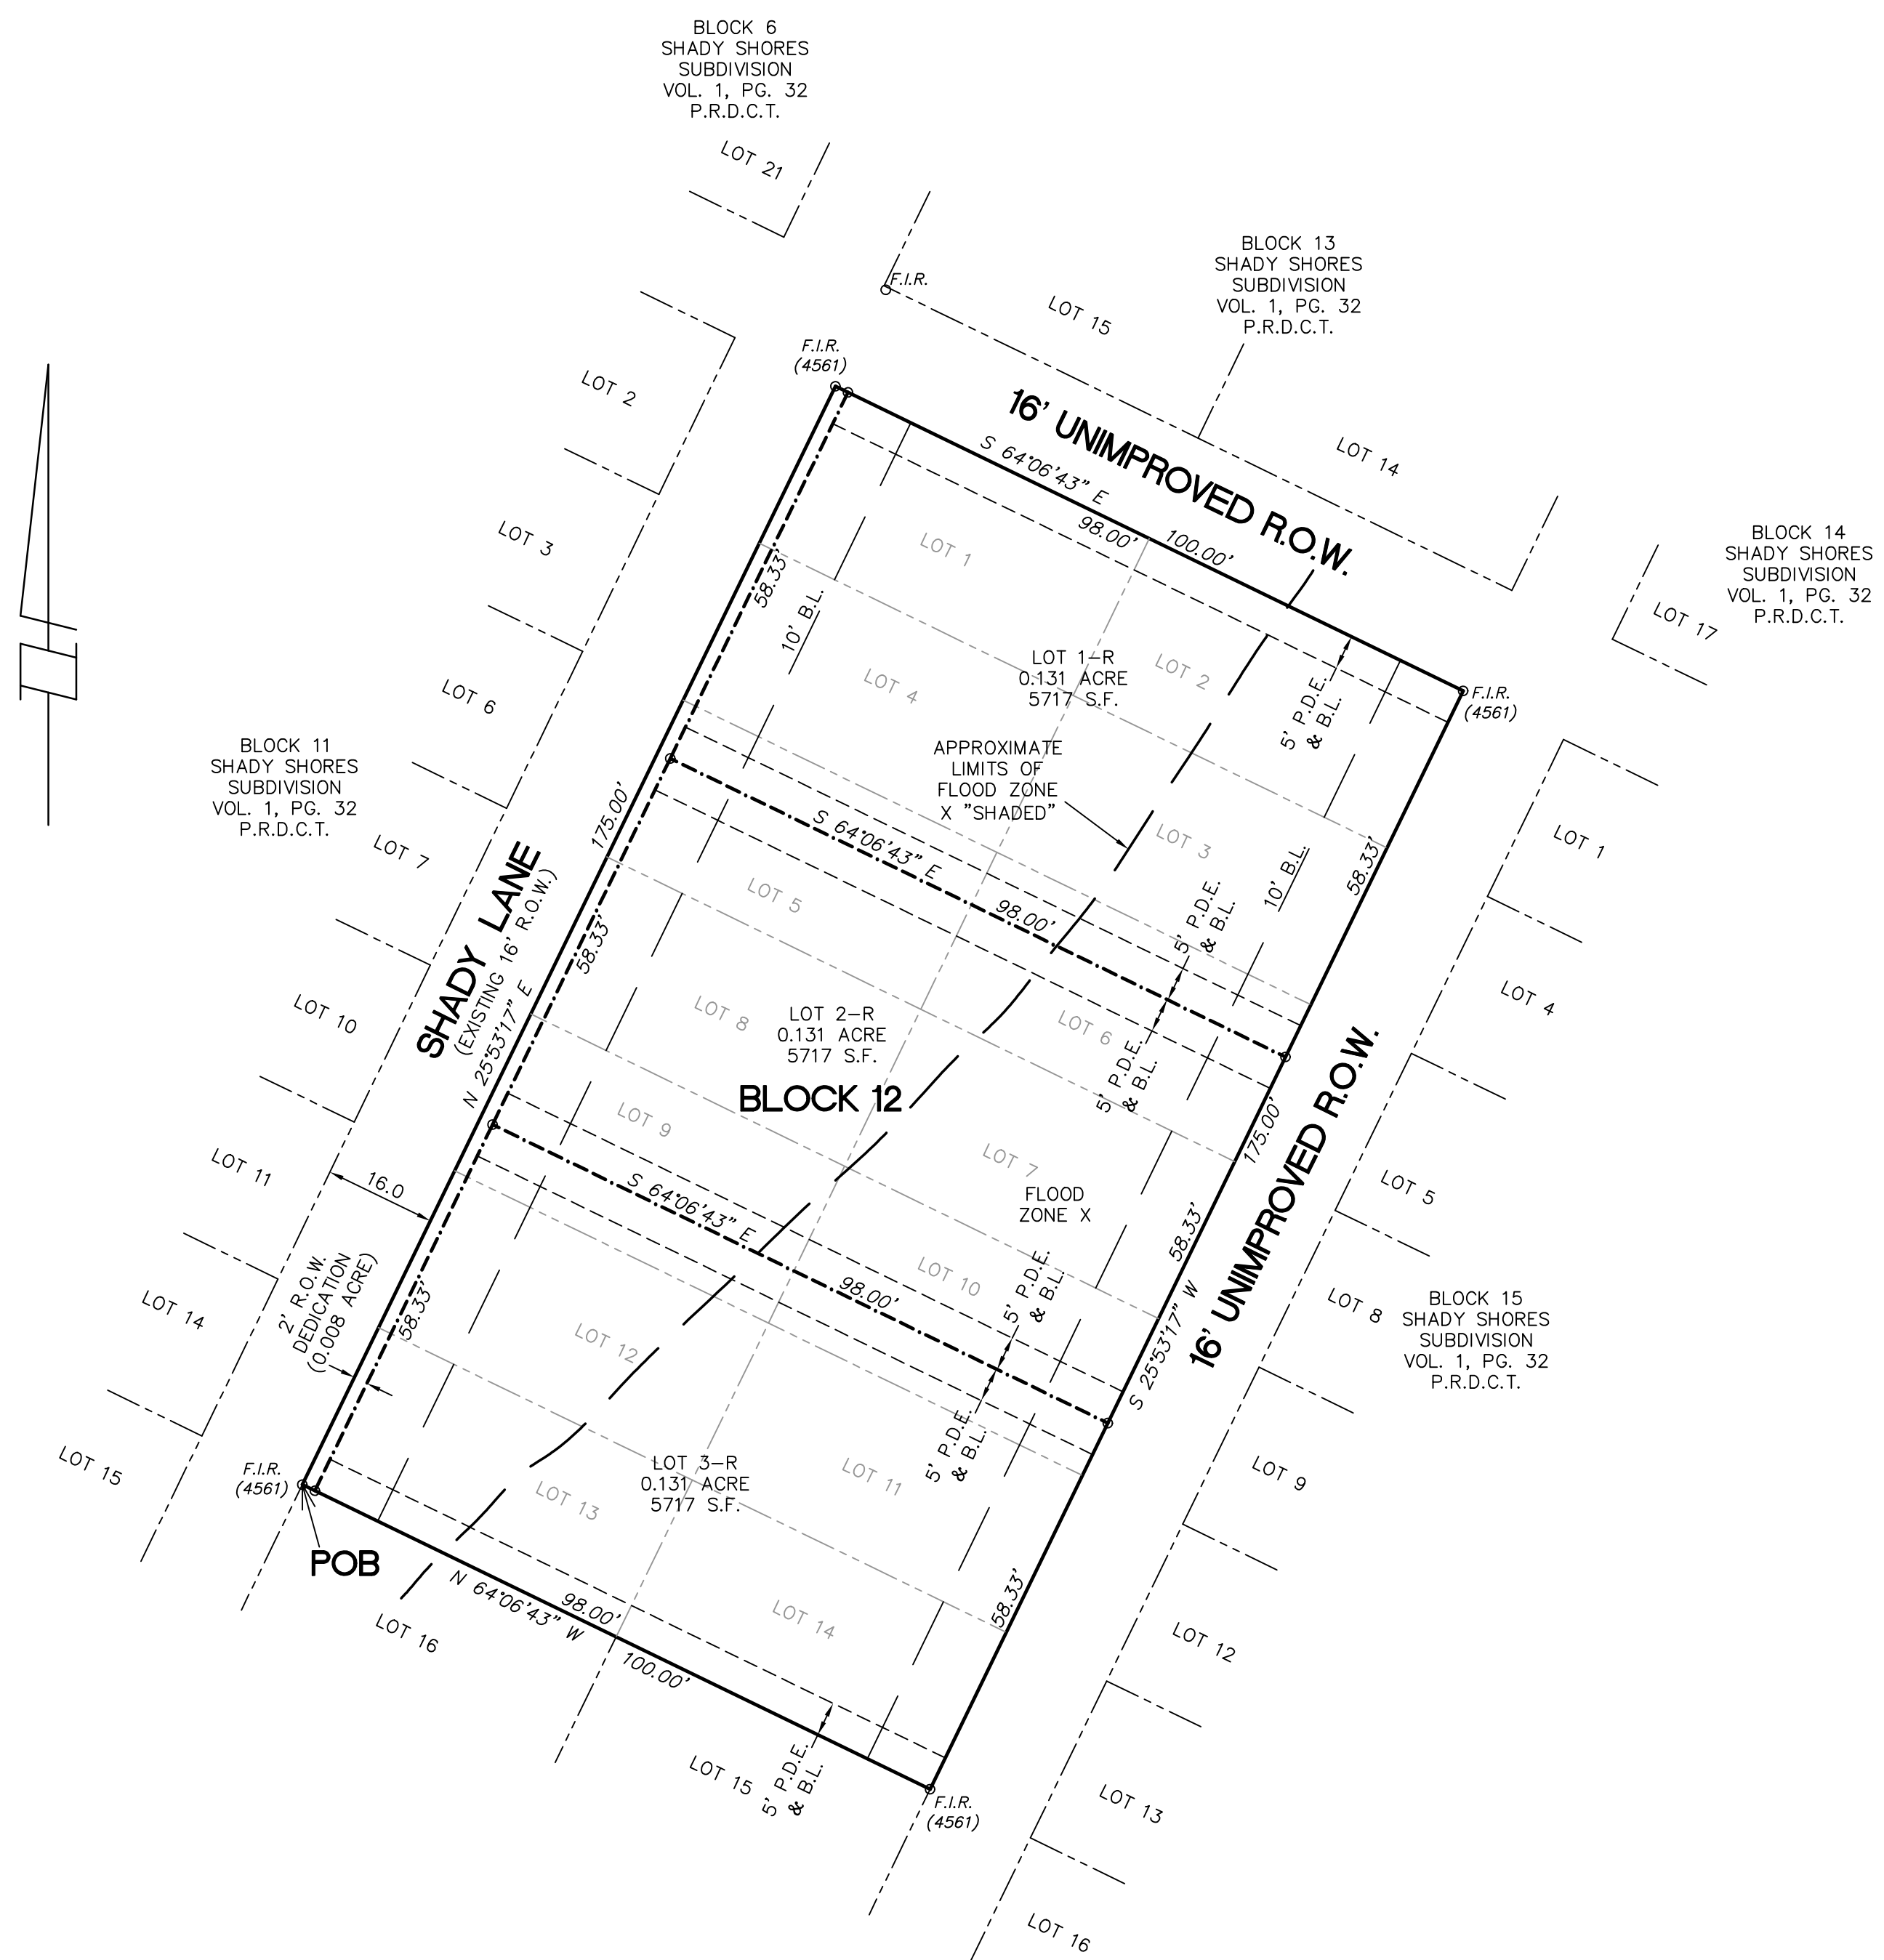 BLOCK 6
SHADY SHORES
SUBDIVISION
VOL. 1, PG. 32
P.R.D.C.T.
LOT 21
BLOCK 13
SHADY SHORES
SUBDIVISION
VOL. 1, PG. 32
P.R.D.C.T.
F.I.R.
LOT 15
LOT 14
F.I.R.
(4561)
16' UNIMPROVED R.O.W.
S 64°06'43" E
98.00'
100.00'
BLOCK 14
SHADY SHORES
SUBDIVISION
VOL. 1, PG. 32
P.R.D.C.T.
LOT 17
LOT 2
LOT 3
LOT 6
LOT 7
LOT 10
LOT 11
LOT 14
LOT 15
BLOCK 11
SHADY SHORES
SUBDIVISION
VOL. 1, PG. 32
P.R.D.C.T.
SHADY LANE
(EXISTING 16' R.O.W.)
N 25°53'17" E
175.00'
58.33'
10' B.L.
LOT 1
LOT 2
LOT 4
LOT 3
LOT 1-R
0.131 ACRE
5717 S.F.
5' P.D.E.
& B.L.
F.I.R.
(4561)
APPROXIMATE
LIMITS OF
FLOOD ZONE
X "SHADED"
10' B.L.
58.33'
S 64°06'43" E
98.00'
5' P.D.E.
& B.L.
5' P.D.E.
& B.L.
58.33'
LOT 5
LOT 6
LOT 8
LOT 7
LOT 9
LOT 10
LOT 2-R
0.131 ACRE
5717 S.F.
BLOCK 12
FLOOD
ZONE X
175.00'
58.33'
S 25°53'17" W
16' UNIMPROVED R.O.W.
S 64°06'43" E
98.00'
5' P.D.E.
& B.L.
5' P.D.E.
& B.L.
16.0
2' R.O.W.
DEDICATION
(0.008 ACRE)
58.33'
LOT 12
LOT 11
LOT 13
LOT 14
LOT 3-R
0.131 ACRE
5717 S.F.
58.33'
F.I.R.
(4561)
POB
N 64°06'43" W
98.00'
100.00'
LOT 16
LOT 15
5' P.D.E.
& B.L.
F.I.R.
(4561)
LOT 1
LOT 4
LOT 5
LOT 8
LOT 9
LOT 12
LOT 13
LOT 16
BLOCK 15
SHADY SHORES
SUBDIVISION
VOL. 1, PG. 32
P.R.D.C.T.